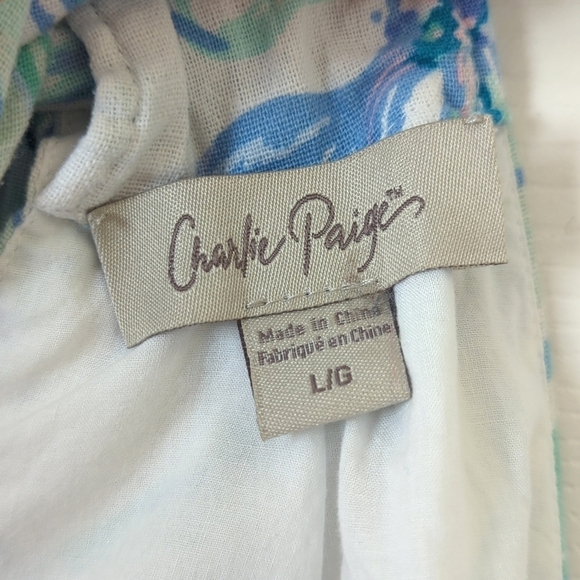 Charlie Paige™
Made in China
Fabriqué en Chine
L/G